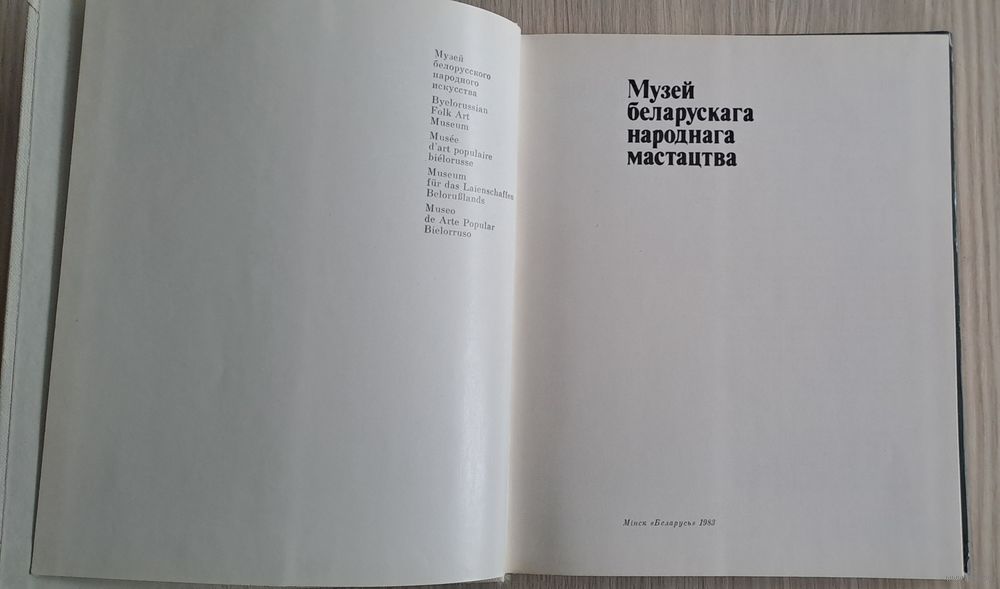 Музей
белорусского
народного
искусства
Byelorussian
Folk Art
Museum
Musée
d'art populaire
biélorusse
Museum
für das Laienschaffen
Belorußlands
Museo
de Arte Popular
Bielorruso
Музей
беларускага
народнага
мастацтва
Мінск «Беларусь» 1983